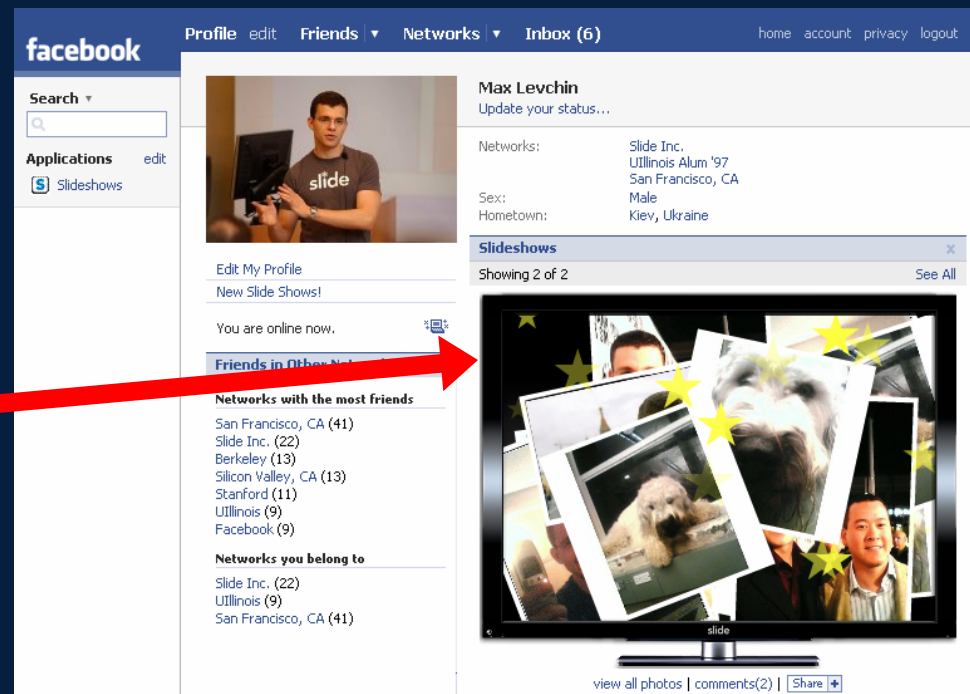 facebook
Profile edit Friends ▼ Networks ▼ Inbox (6)
home account privacy logout
Search ▼
Applications edit
S Slideshows
slide
Edit My Profile
New Slide Shows!
You are online now.
Friends in Other
Networks with the most friends
San Francisco, CA (41)
Slide Inc. (22)
Berkeley (13)
Silicon Valley, CA (13)
Stanford (11)
UIllinois (9)
Facebook (9)
Networks you belong to
Slide Inc. (22)
UIllinois (9)
San Francisco, CA (41)
Max Levchin
Update your status...
Networks: Slide Inc.
UIllinois Alum '97
San Francisco, CA
Sex: Male
Hometown: Kiev, Ukraine
Slideshows x
Showing 2 of 2 See All
slide
view all photos | comments(2) | Share +